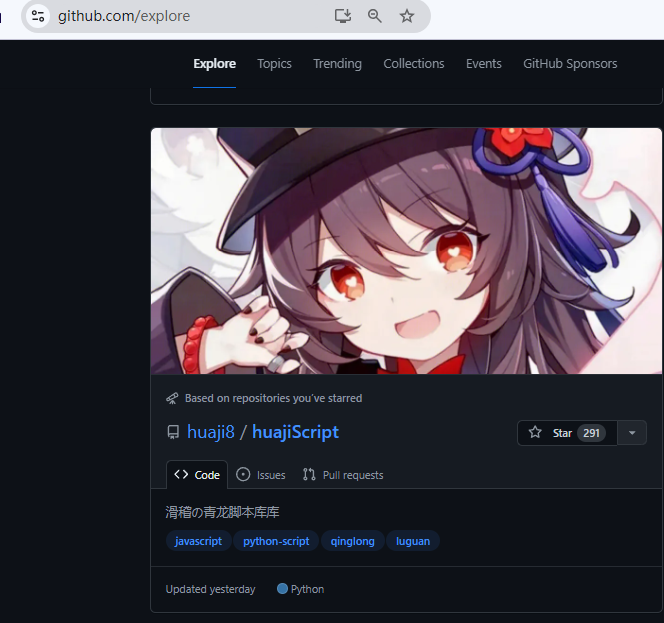 github.com/explore
Explore Topics Trending Collections Events GitHub Sponsors
Based on repositories you've starred
huaji8 / huajiScript
Star 291
Code Issues Pull requests
滑稽の青龙脚本库库
javascript python-script qinglong luguan
Updated yesterday Python